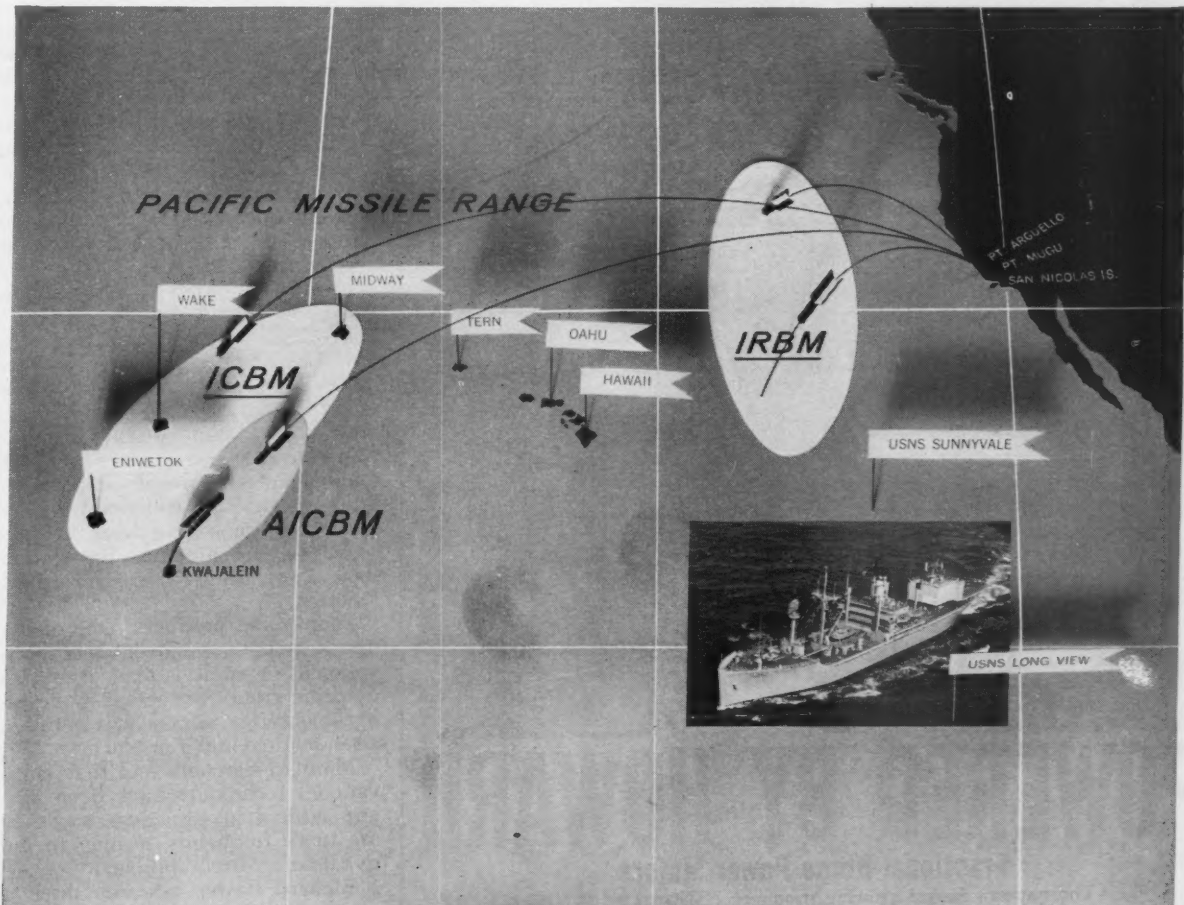 PT. ARGUELLO
PT. MUGU
SAN NICOLAS IS.
PACIFIC MISSILE RANGE
MIDWAY
WAKE
TERN
OAHU
IRBM
ICBM
HAWAII
USNS SUNNYVALE
ENIWETOK
AICBM
KWAJALEIN
USNS LONG VIEW